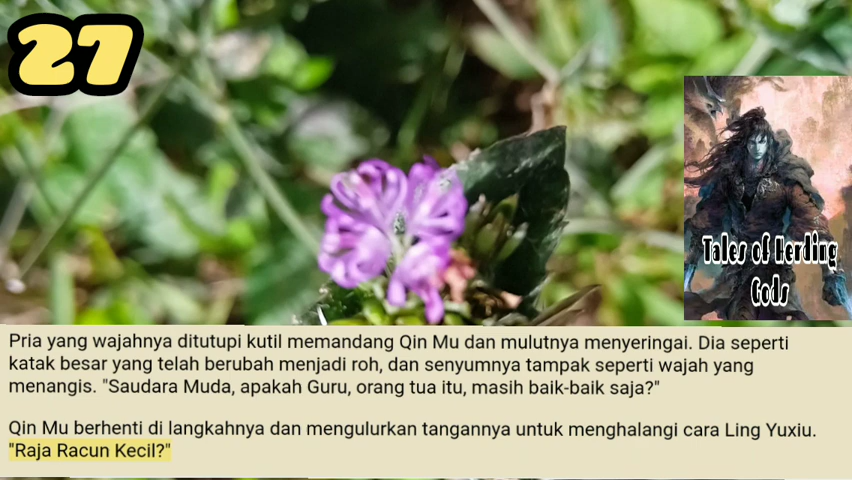 27
Tales of Herding
Gods
Pria yang wajahnya ditutupi kutil memandang Qin Mu dan mulutnya menyeringai. Dia seperti
katak besar yang telah berubah menjadi roh, dan senyumnya tampak seperti wajah yang
menangis. "Saudara Muda, apakah Guru, orang tua itu, masih baik-baik saja?"
Qin Mu berhenti di langkahnya dan mengulurkan tangannya untuk menghalangi cara Ling Yuxiu.
"Raja Racun Kecil?"